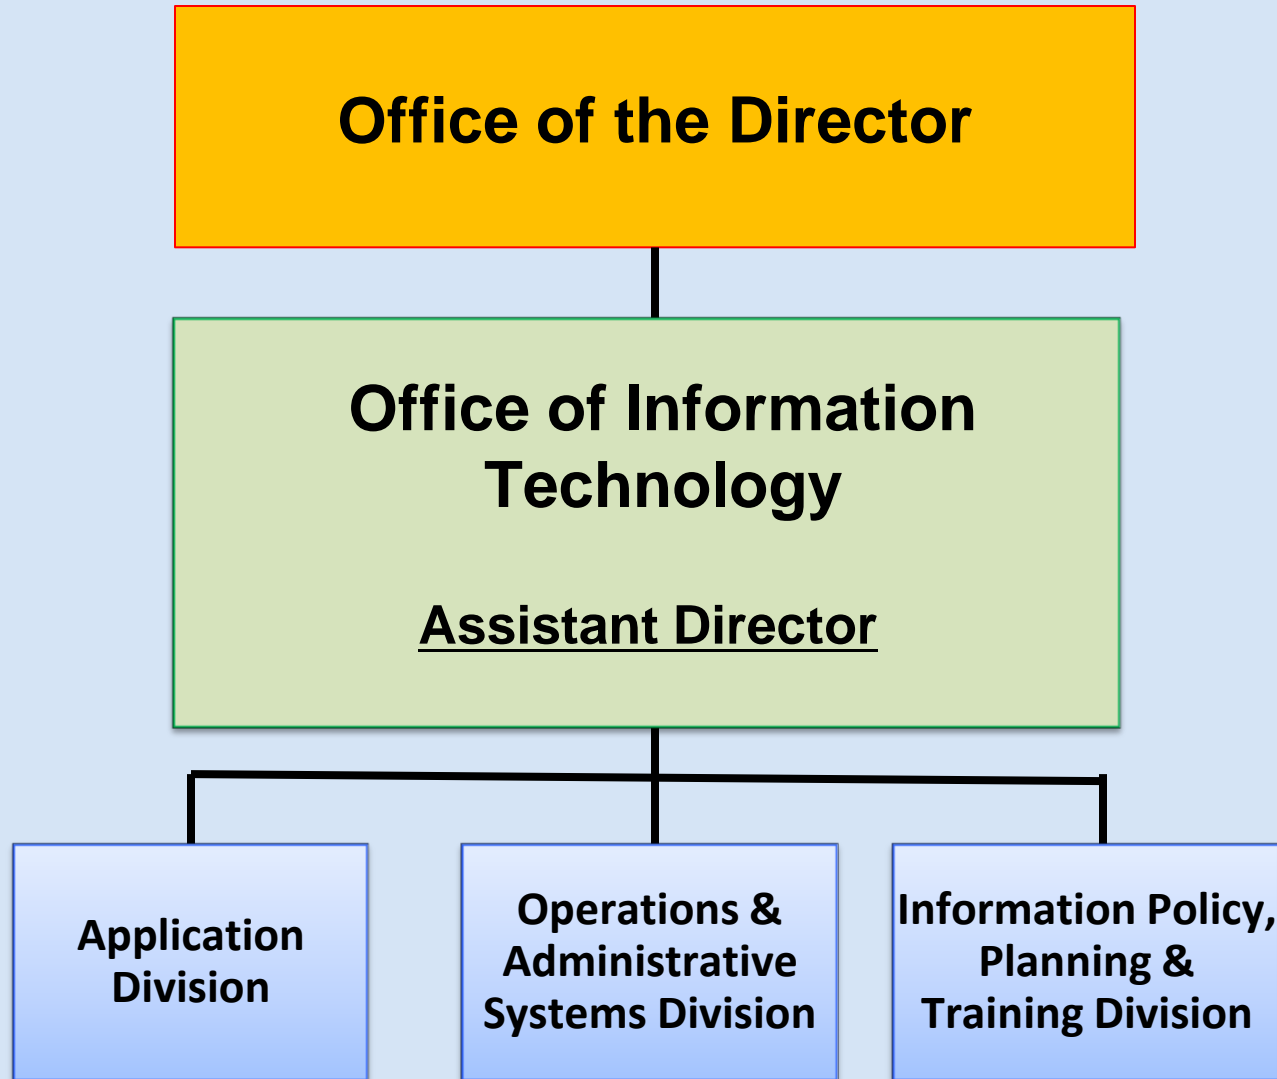 Office of the Director
Office of Information
Technology
Assistant Director
Application
Division
Operations &
Administrative
Systems Division
Information Policy,
Planning &
Training Division